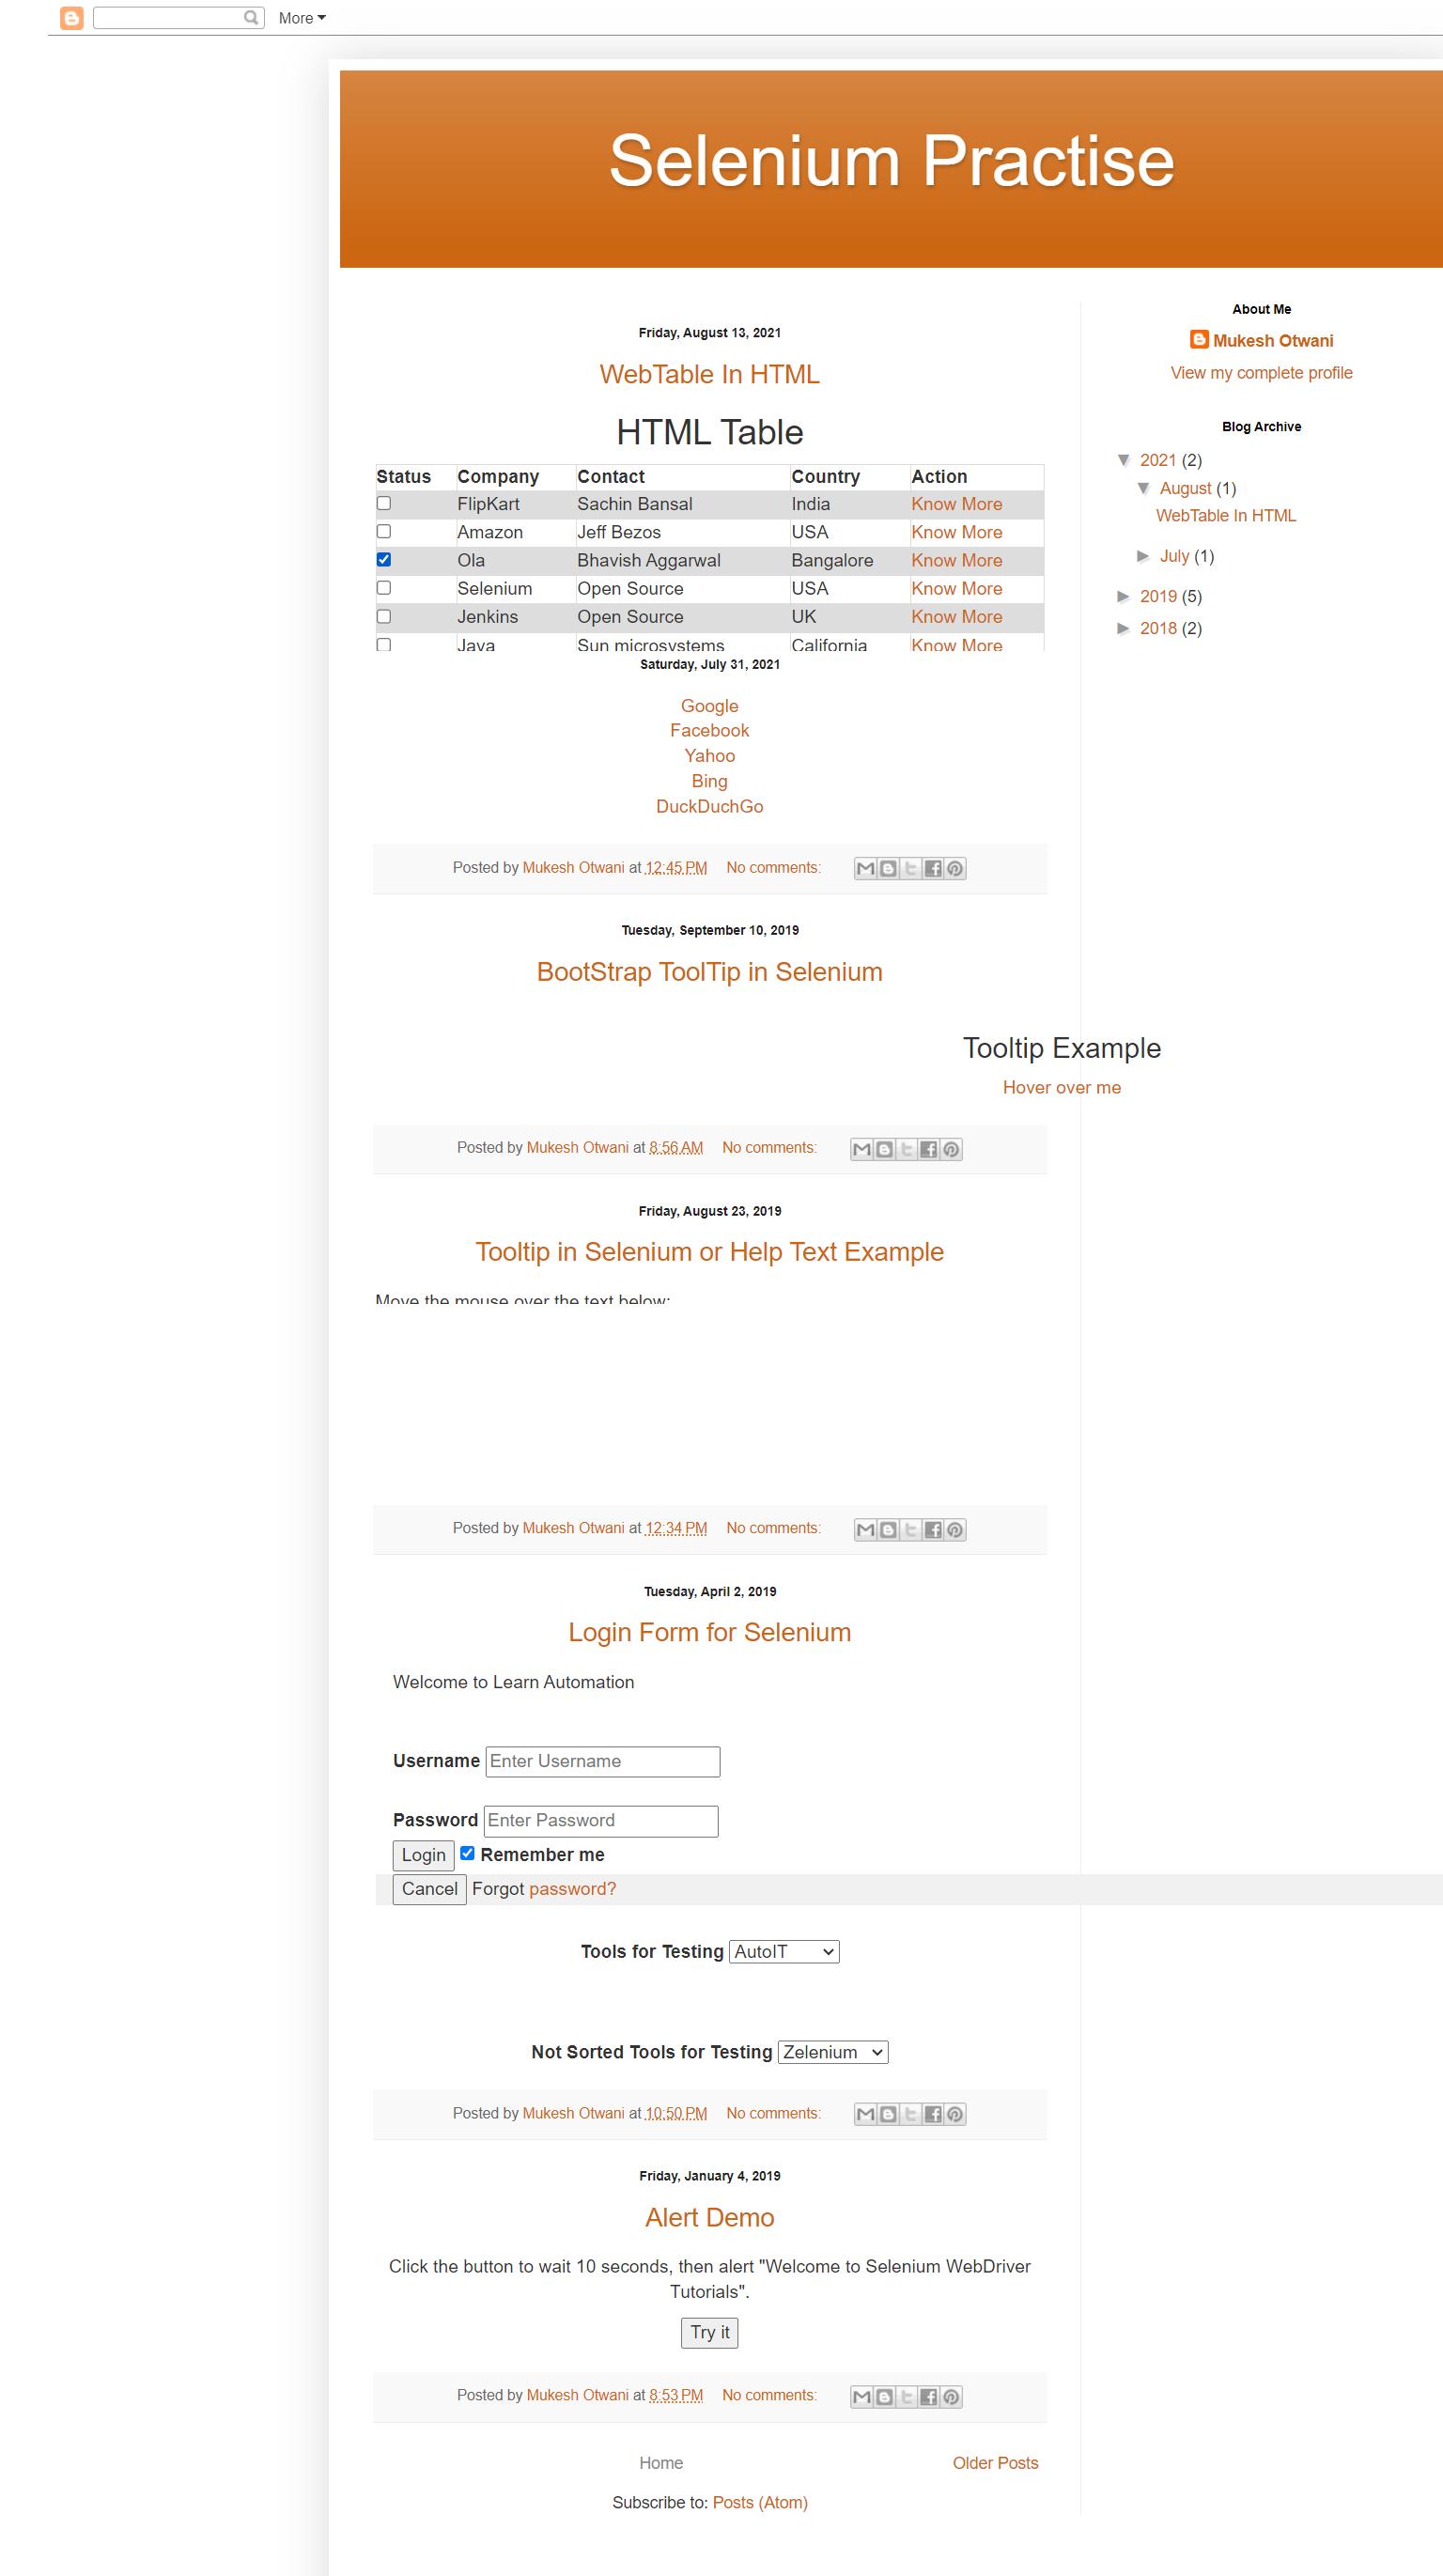 More
Selenium Practise
Friday, August 13, 2021
WebTable In HTML
HTML Table
Status Company Contact Country Action
FlipKart Sachin Bansal India Know More
Amazon Jeff Bezos USA Know More
Ola Bhavish Aggarwal Bangalore Know More
Selenium Open Source USA Know More
Jenkins Open Source UK Know More
Java Sun microsystems California Know More
Saturday, July 31, 2021
Google
Facebook
Yahoo
Bing
DuckDuchGo
Posted by Mukesh Otwani at 12:45 PM No comments:
Tuesday, September 10, 2019
BootStrap ToolTip in Selenium
Tooltip Example
Hover over me
Posted by Mukesh Otwani at 8:56 AM No comments:
Friday, August 23, 2019
Tooltip in Selenium or Help Text Example
Move the mouse over the text below:
Posted by Mukesh Otwani at 12:34 PM No comments:
Tuesday, April 2, 2019
Login Form for Selenium
Welcome to Learn Automation
Username Enter Username
Password Enter Password
Login Remember me
Cancel Forgot password?
Tools for Testing AutoIT
Not Sorted Tools for Testing Zelenium
Posted by Mukesh Otwani at 10:50 PM No comments:
Friday, January 4, 2019
Alert Demo
Click the button to wait 10 seconds, then alert "Welcome to Selenium WebDriver
Tutorials".
Try it
Posted by Mukesh Otwani at 8:53 PM No comments:
Home Older Posts
Subscribe to: Posts (Atom)
About Me
Mukesh Otwani
View my complete profile
Blog Archive
▼ 2021 (2)
▼ August (1)
WebTable In HTML
► July (1)
► 2019 (5)
► 2018 (2)